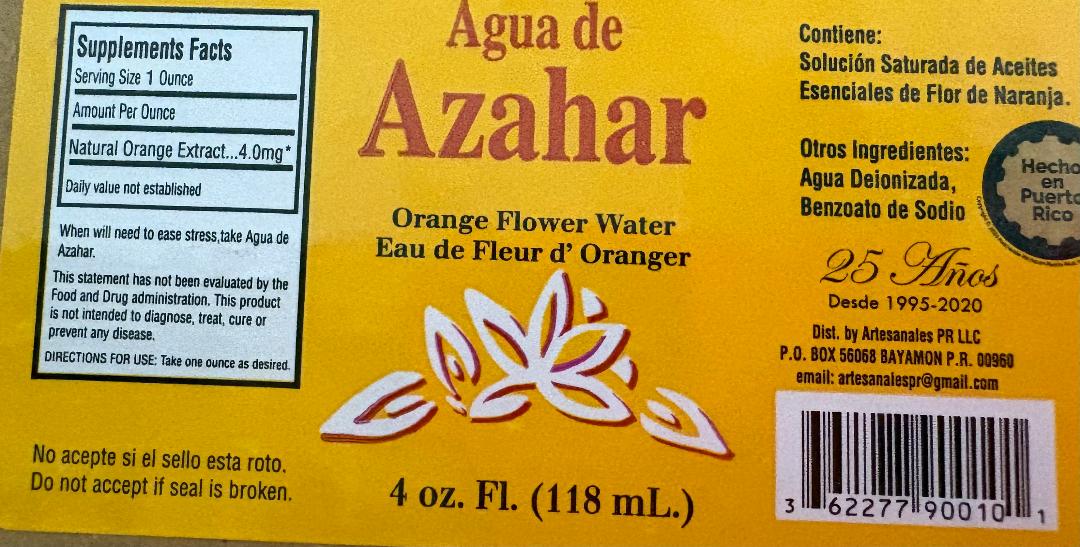 Supplements Facts
Serving Size 1 Ounce
Amount Per Ounce
Natural Orange Extract...4.0mg*
Daily value not established
When will need to ease stress,take Agua de
Azahar.
This statement has not been evaluated by the
Food and Drug administration. This product
is not intended to diagnose, treat, cure or
prevent any disease.
DIRECTIONS FOR USE: Take one ounce as desired.
No acepte si el sello esta roto.
Do not accept if seal is broken.
Agua de
Azahar
Orange Flower Water
Eau de Fleur d' Oranger
4 oz. Fl. (118 mL.)
Contiene:
Solución Saturada de Aceites
Esenciales de Flor de Naranja.
Otros Ingredientes:
Agua Deionizada,
Benzoato de Sodio
Hecho
en
Puerto
Rico
25 Años
Desde 1995-2020
Dist. by Artesanales PR LLC
P.O. BOX 56068 BAYAMON P.R. 00960
email: artesanalespr@gmail.com
3 62277 90010 1